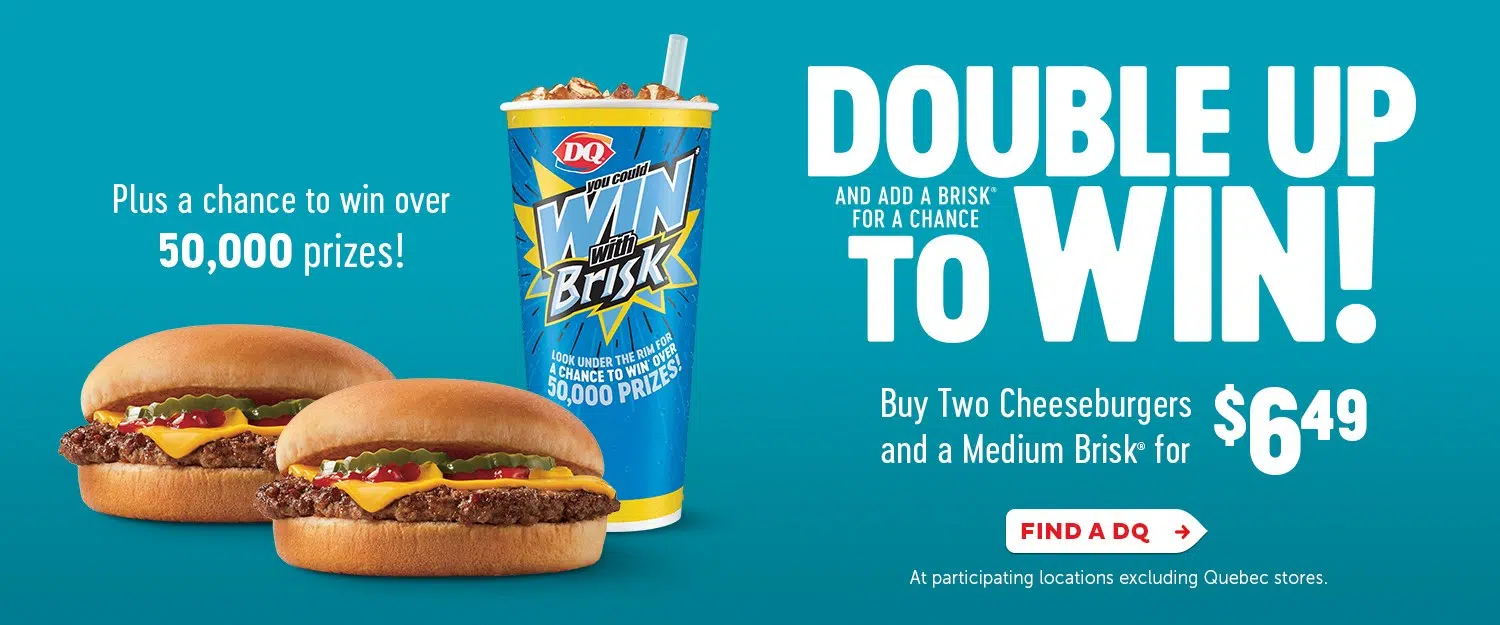 Plus a chance to win over
50,000 prizes!
DQ
you could
WIN
with
Brisk
LOOK UNDER THE RIM FOR
A CHANCE TO WIN* OVER
50,000 PRIZES!
DOUBLE UP
AND ADD A BRISK®
FOR A CHANCE
TO WIN!
Buy Two Cheeseburgers
and a Medium Brisk® for
$6.49
FIND A DQ
At participating locations excluding Quebec stores.